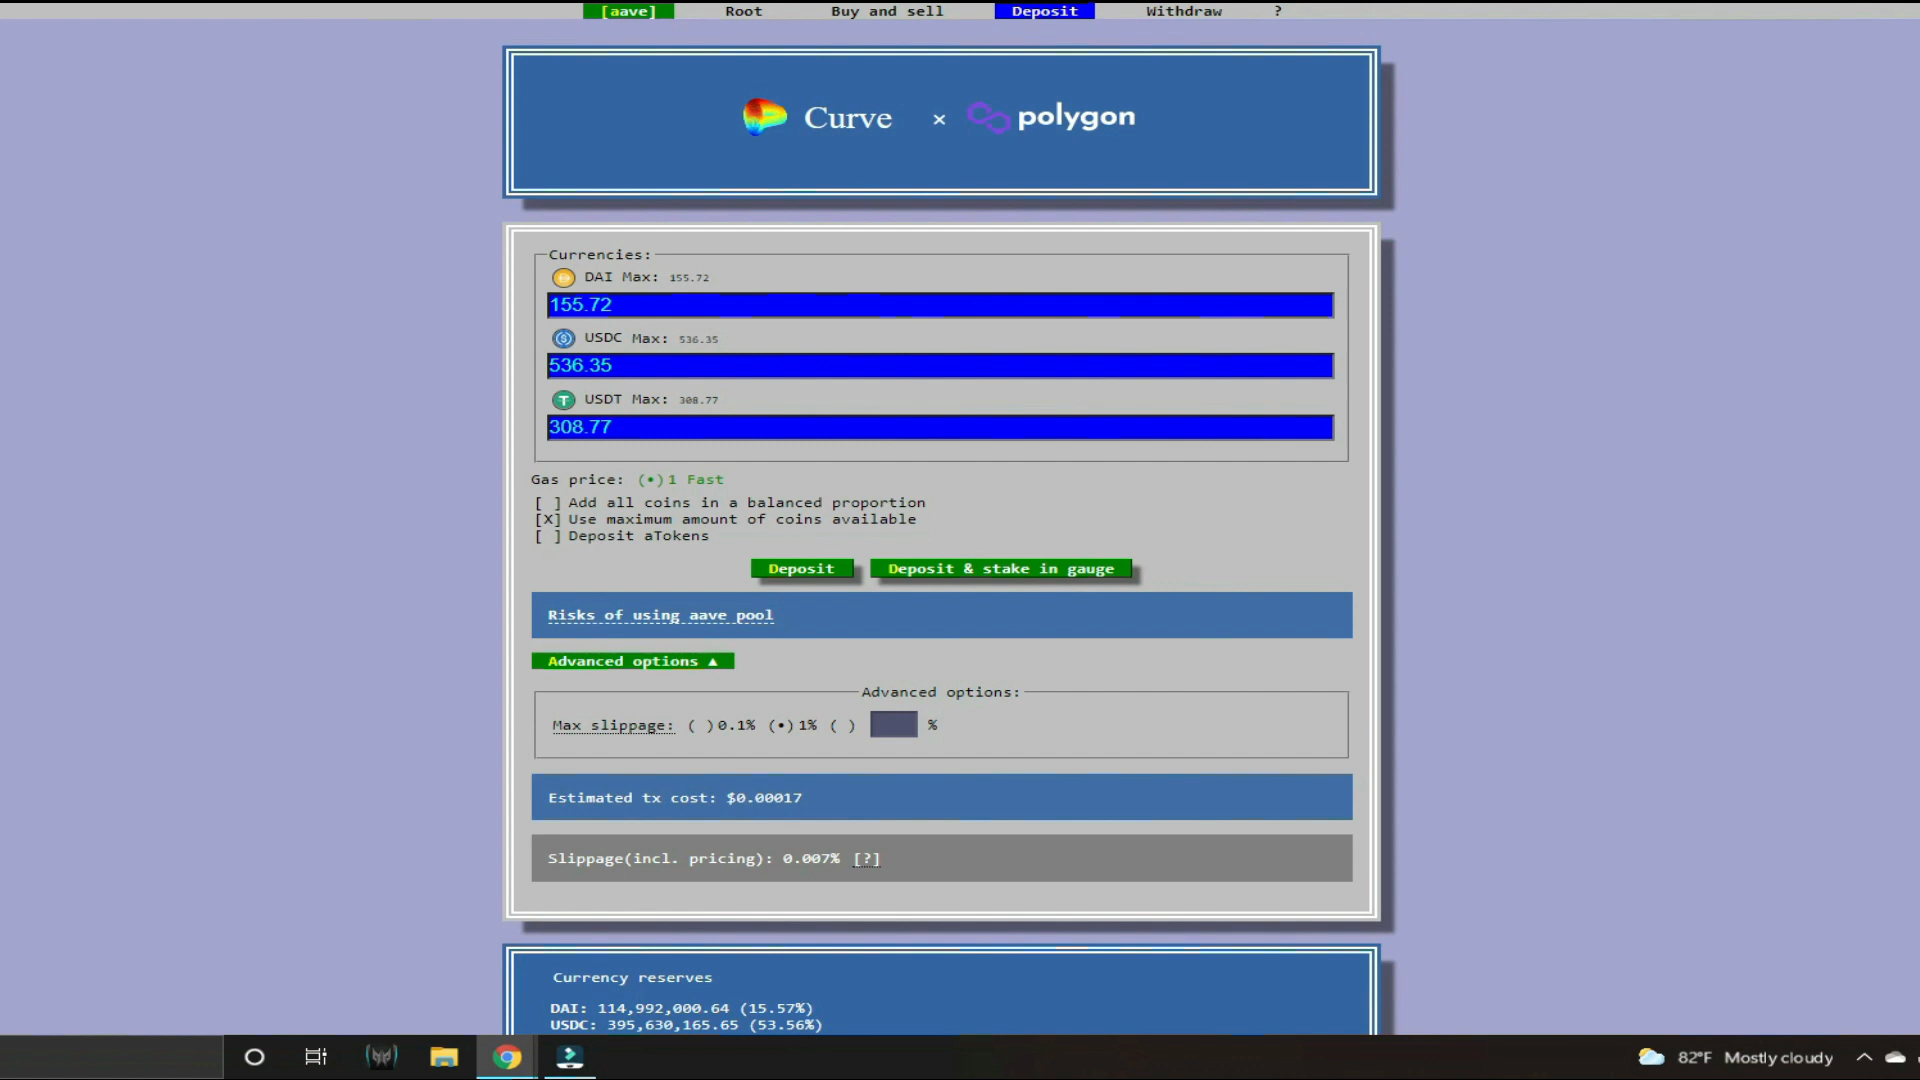 [aave] Root Buy and sell Deposit Withdraw ?
Curve × polygon
Currencies:
DAI Max: 155.72
155.72
USDC Max: 536.35
536.35
USDT Max: 308.77
308.77
Gas price: (•)1 Fast
[ ] Add all coins in a balanced proportion
[X] Use maximum amount of coins available
[ ] Deposit aTokens
Deposit Deposit & stake in gauge
Risks of using aave pool
Advanced options ▲
Advanced options:
Max slippage: ( )0.1% (•)1% ( ) %
Estimated tx cost: $0.00017
Slippage(incl. pricing): 0.007% [?]
Currency reserves
DAI: 114,992,000.64 (15.57%)
USDC: 395,630,165.65 (53.56%)
82°F Mostly cloudy